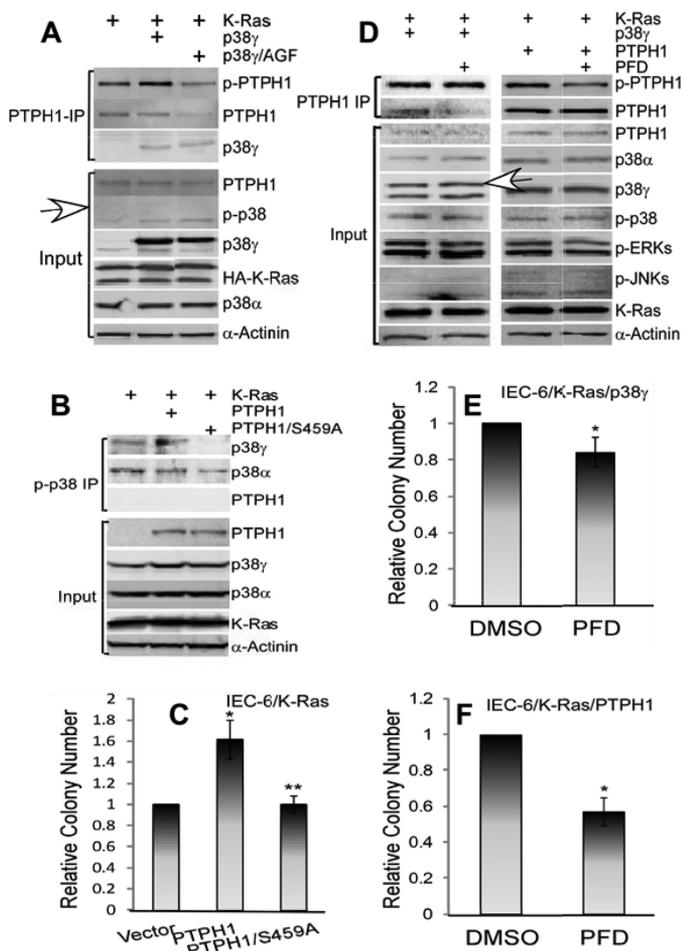 A
+ + + K-Ras
+ p38γ
+ p38γ/AGF
PTPH1-IP
p-PTPH1
PTPH1
p38γ
Input
PTPH1
p-p38
p38γ
HA-K-Ras
p38α
α-Actinin
B
+ + + K-Ras
+ PTPH1
+ PTPH1/S459A
p-p38 IP
p38γ
p38α
PTPH1
Input
PTPH1
p38γ
p38α
K-Ras
α-Actinin
C
IEC-6/K-Ras
Relative Colony Number
2
1.8
1.6
1.4
1.2
1
0.8
0.6
0.4
0.2
0
*
**
Vector
PTPH1
PTPH1/S459A
D
+ + + + K-Ras
+ + p38γ
+ + PTPH1
+ + PFD
PTPH1 IP
p-PTPH1
PTPH1
Input
PTPH1
p38α
p38γ
p-p38
p-ERKs
p-JNKs
K-Ras
α-Actinin
E
IEC-6/K-Ras/p38γ
Relative Colony Number
1.2
1
0.8
0.6
0.4
0.2
0
*
DMSO PFD
F
IEC-6/K-Ras/PTPH1
Relative Colony Number
1.2
1
0.8
0.6
0.4
0.2
0
*
DMSO PFD